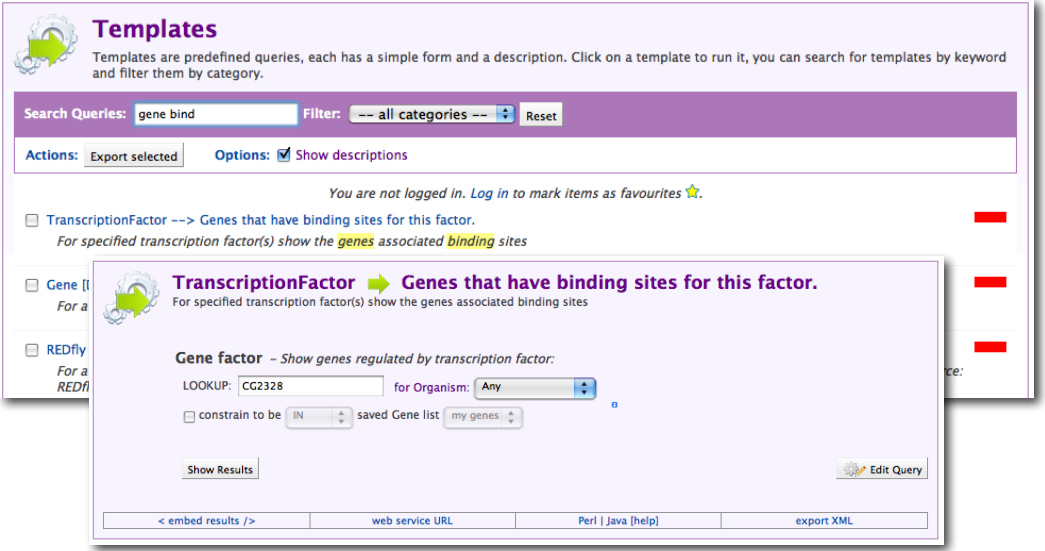 Templates
Templates are predefined queries, each has a simple form and a description. Click on a template to run it, you can search for templates by keyword
and filter them by category.
Search Queries: gene bind Filter: -- all categories -- Reset
Actions: Export selected Options: Show descriptions
You are not logged in. Log in to mark items as favourites.
TranscriptionFactor --> Genes that have binding sites for this factor.
For specified transcription factor(s) show the genes associated binding sites
Gene [
For a
REDfly
For a
ce:
REDfl
TranscriptionFactor Genes that have binding sites for this factor.
For specified transcription factor(s) show the genes associated binding sites
Gene factor – Show genes regulated by transcription factor:
LOOKUP: CG2328 for Organism: Any
constrain to be IN saved Gene list my genes
Show Results Edit Query
< embed results /> web service URL Perl | Java [help] export XML